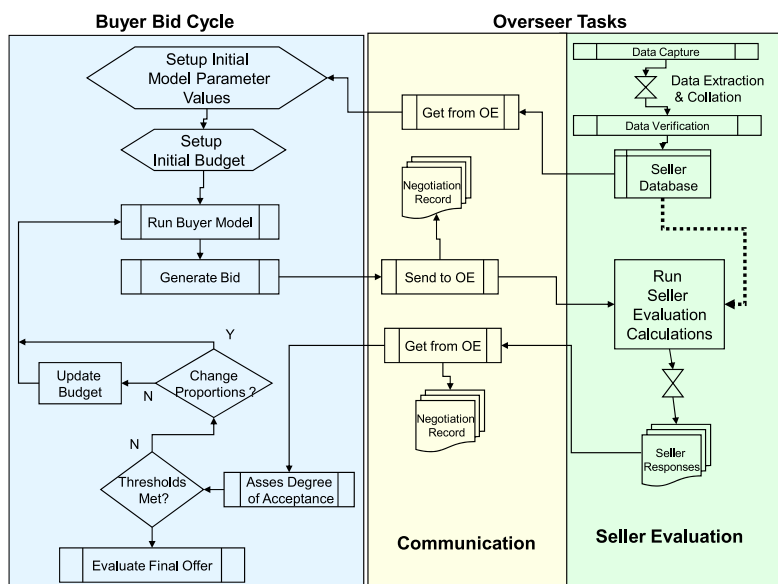 Buyer Bid Cycle
Overseer Tasks
Setup Initial
Model Parameter
Values
Setup
Initial Budget
Run Buyer Model
Generate Bid
Y
Update
Budget
N
Change
Proportions ?
N
Thresholds
Met?
Asses Degree
of Acceptance
Evaluate Final Offer
Get from OE
Negotiation
Record
Send to OE
Get from OE
Negotiation
Record
Communication
Data Capture
Data Extraction
& Collation
Data Verification
Seller
Database
Run
Seller
Evaluation
Calculations
Seller
Responses
Seller Evaluation